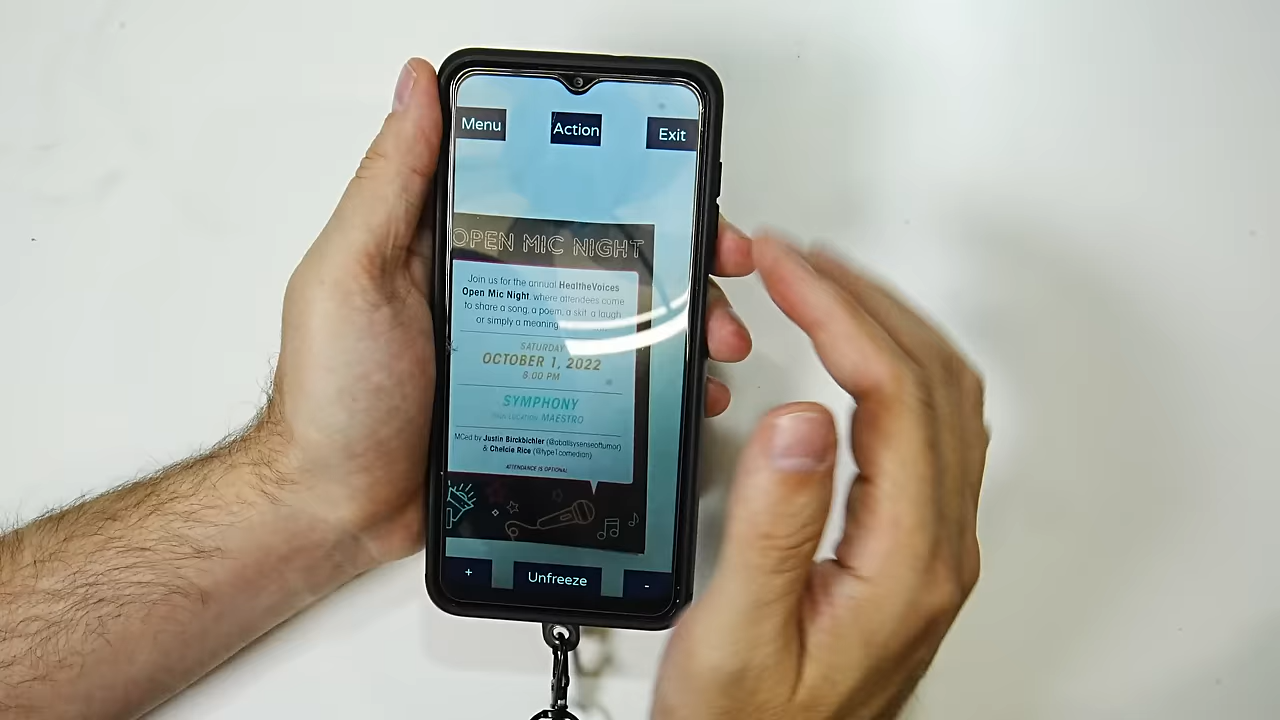 Menu
Action
Exit
OPEN MIC NIGHT
Join us for the annual HealtheVoices
Open Mic Night, where attendees come
to share a song, a poem, a skit, a laugh
or simply a meaning
SATURDAY
OCTOBER 1, 2022
8:00 PM
SYMPHONY
LOCATION: MAESTRO
MCed by Justin Birckbichler (@aballsysenseoftumor)
& Chelcie Rice (@type1comedian)
ATTENDANCE IS OPTIONAL
+
Unfreeze
-